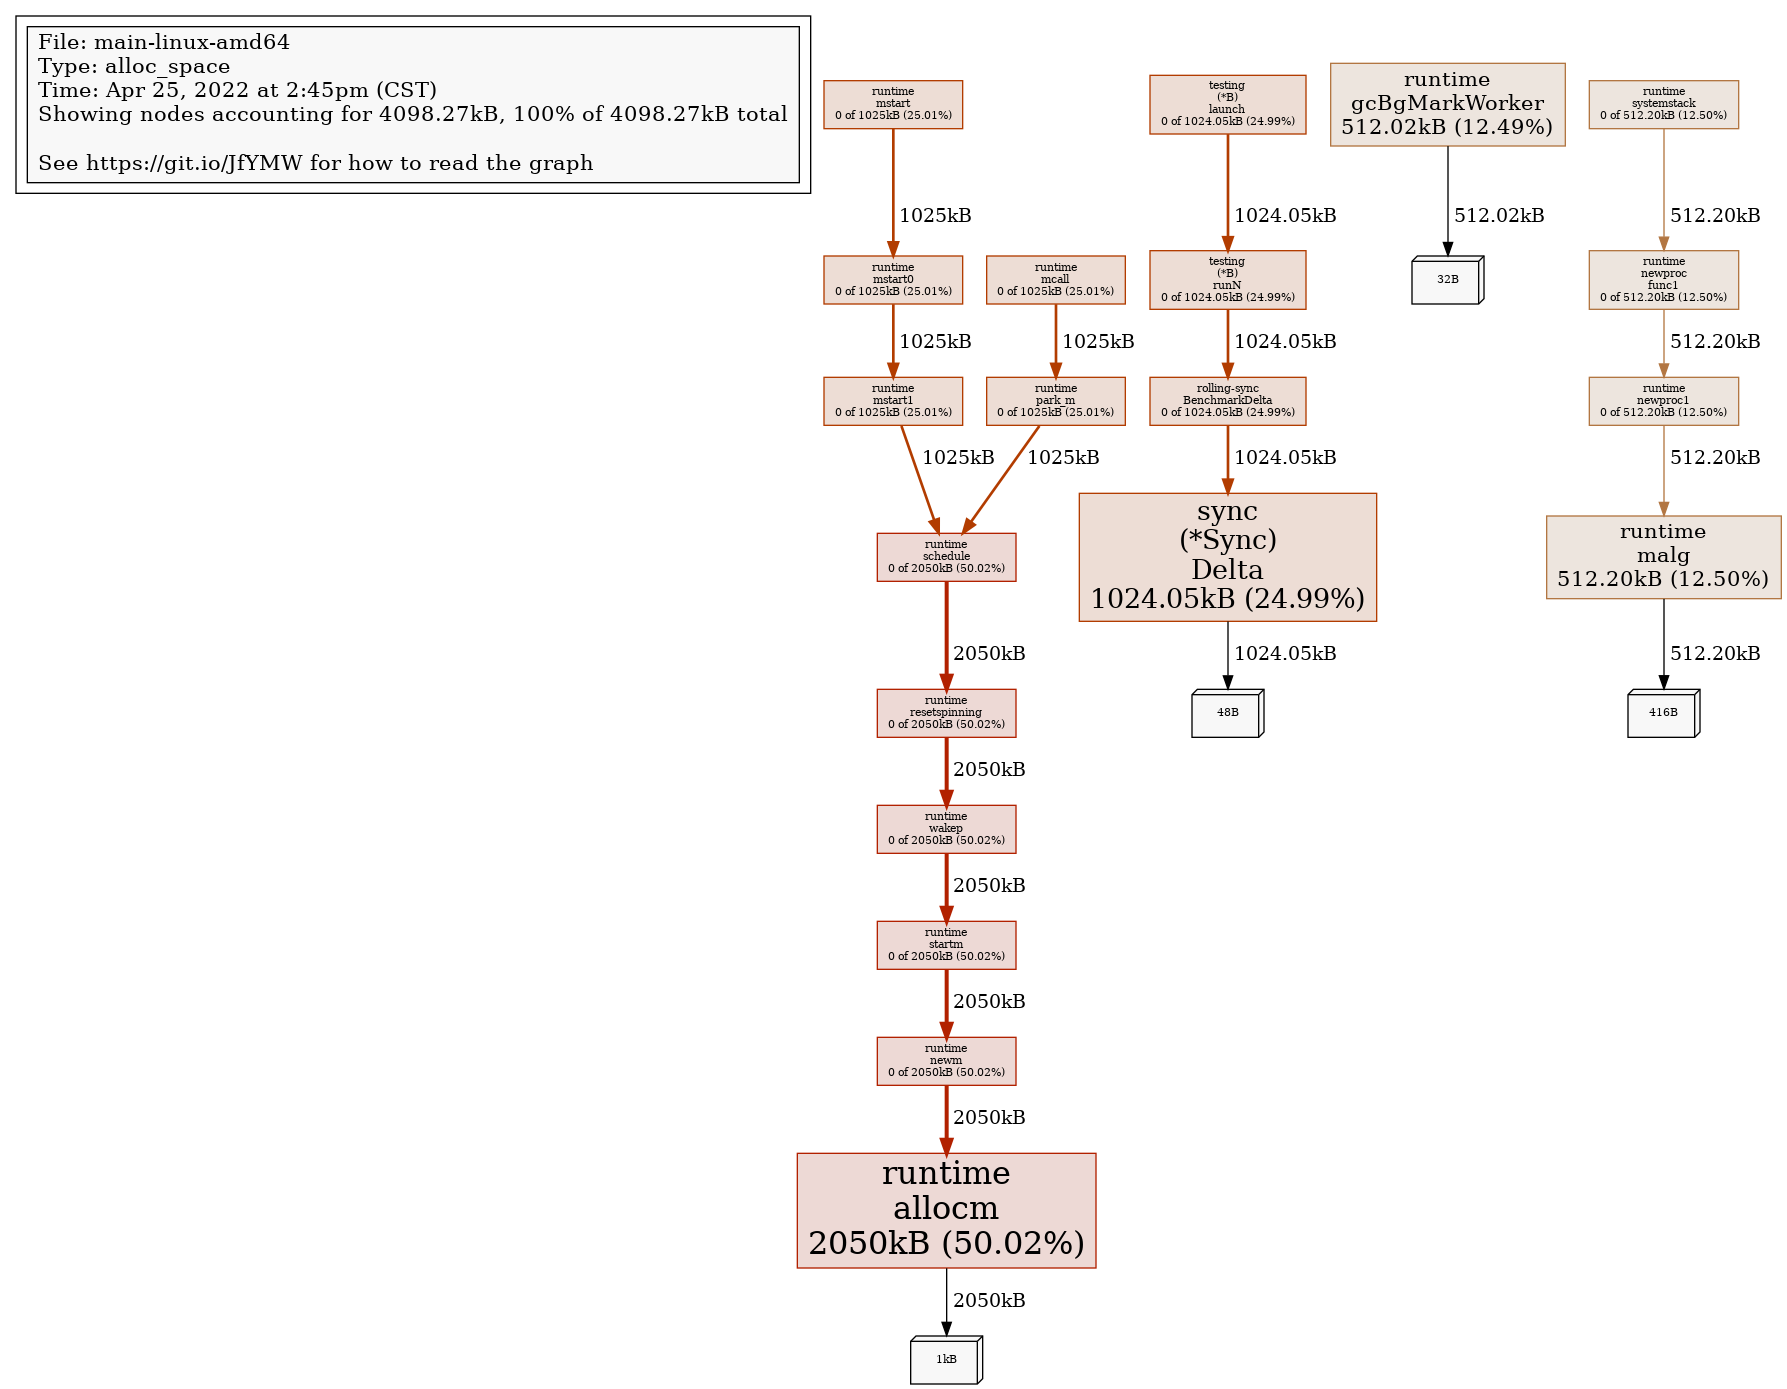 File: main-linux-amd64
Type: alloc_space
Time: Apr 25, 2022 at 2:45pm (CST)
Showing nodes accounting for 4098.27kB, 100% of 4098.27kB total
See https://git.io/JfYMW for how to read the graph
runtime
mstart
0 of 1025kB (25.01%)
1025kB
runtime
mstart0
0 of 1025kB (25.01%)
1025kB
runtime
mstart1
0 of 1025kB (25.01%)
1025kB
runtime
mcall
0 of 1025kB (25.01%)
1025kB
runtime
park_m
0 of 1025kB (25.01%)
1025kB
runtime
schedule
0 of 2050kB (50.02%)
2050kB
runtime
resetspinning
0 of 2050kB (50.02%)
2050kB
runtime
wakep
0 of 2050kB (50.02%)
2050kB
runtime
startm
0 of 2050kB (50.02%)
2050kB
runtime
newm
0 of 2050kB (50.02%)
2050kB
runtime
allocm
2050kB (50.02%)
2050kB
1kB
testing
(*B)
launch
0 of 1024.05kB (24.99%)
1024.05kB
testing
(*B)
runN
0 of 1024.05kB (24.99%)
1024.05kB
rolling-sync
BenchmarkDelta
0 of 1024.05kB (24.99%)
1024.05kB
sync
(*Sync)
Delta
1024.05kB (24.99%)
1024.05kB
48B
runtime
gcBgMarkWorker
512.02kB (12.49%)
512.02kB
32B
runtime
systemstack
0 of 512.20kB (12.50%)
512.20kB
runtime
newproc
func1
0 of 512.20kB (12.50%)
512.20kB
runtime
newproc1
0 of 512.20kB (12.50%)
512.20kB
runtime
malg
512.20kB (12.50%)
512.20kB
416B